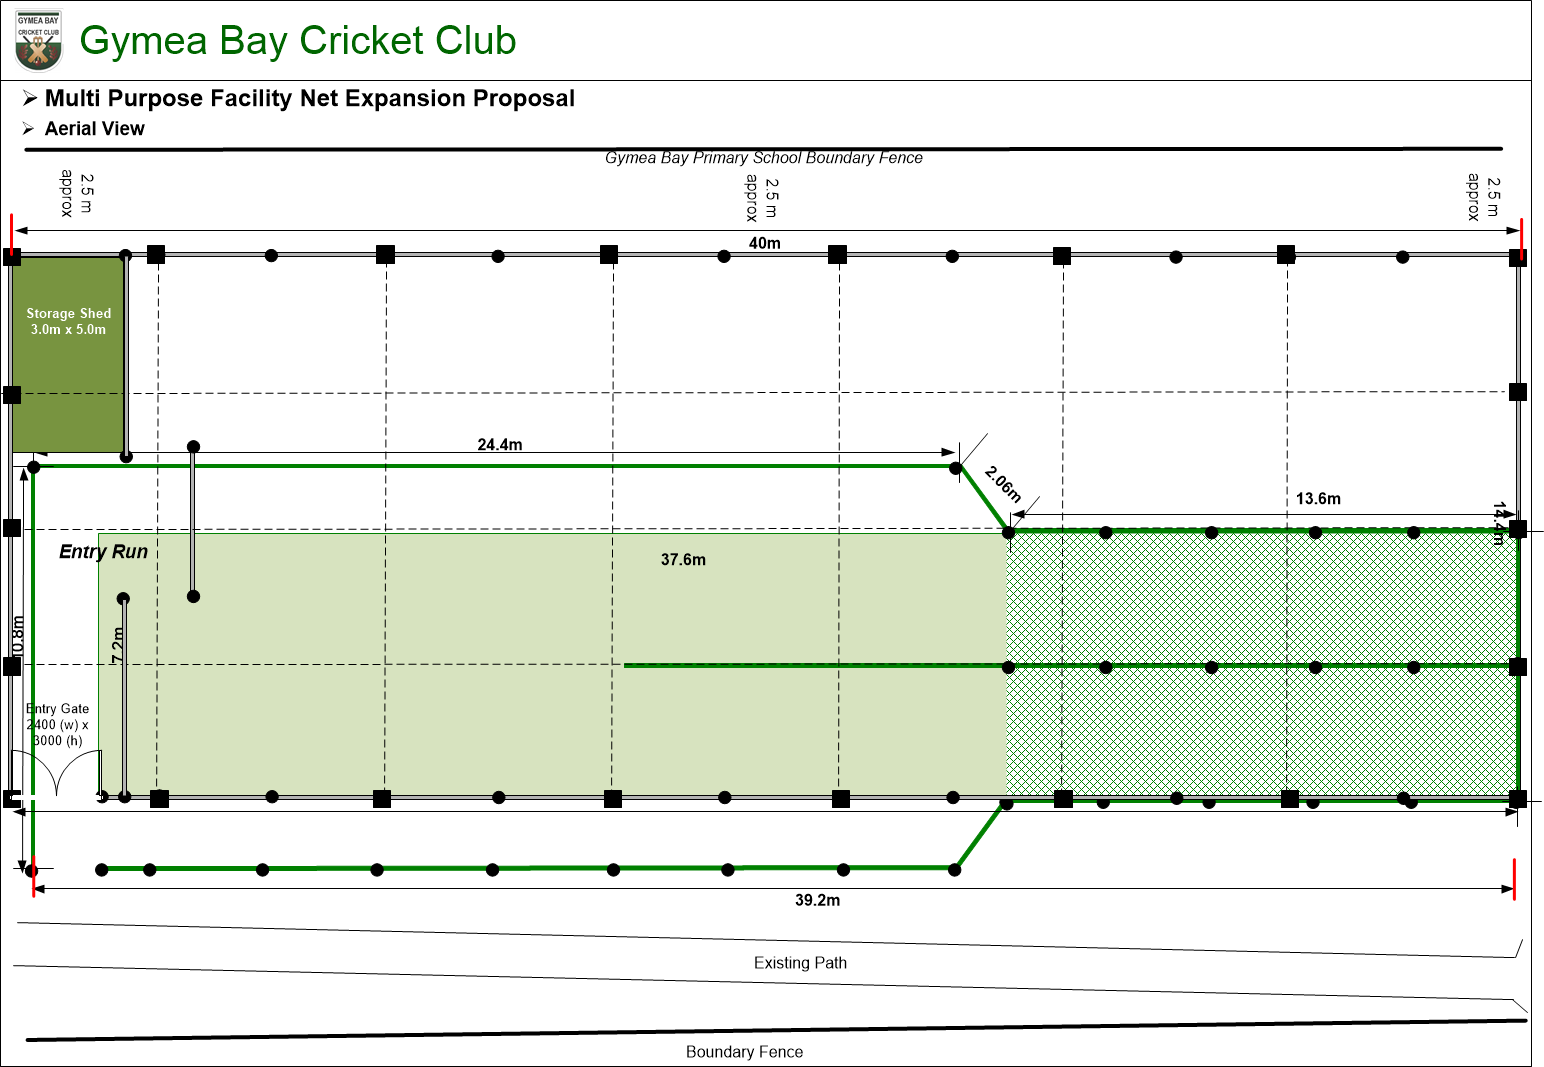 GYMEA BAY
CRICKET CLUB
Gymea Bay Cricket Club
Multi Purpose Facility Net Expansion Proposal
Aerial View
Gymea Bay Primary School Boundary Fence
2.5 m
approx
2.5 m
approx
2.5 m
approx
40m
Storage Shed
3.0m x 5.0m
24.4m
2.06m
13.6m
14.4m
Entry Run
37.6m
10.8m
7.2m
Entry Gate
2400 (w) x
3000 (h)
39.2m
Existing Path
Boundary Fence